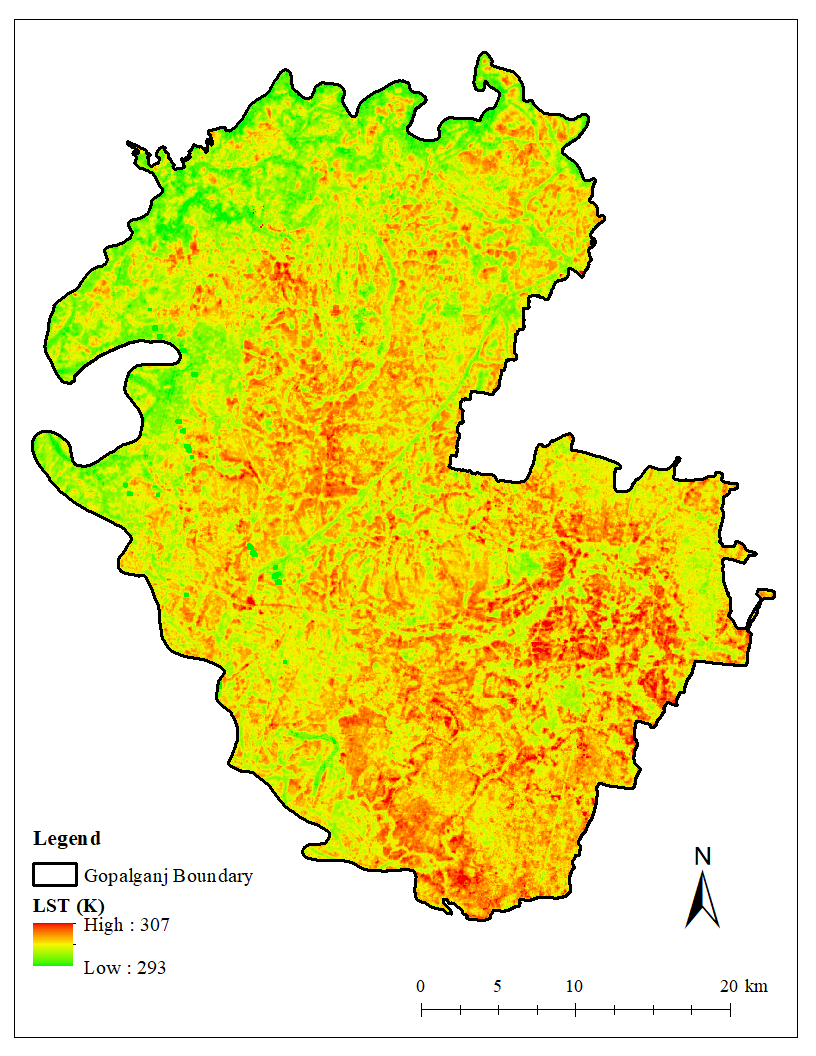 Legend
Gopalganj Boundary
LST (K)
High : 307
Low : 293
N
0 5 10 20 km